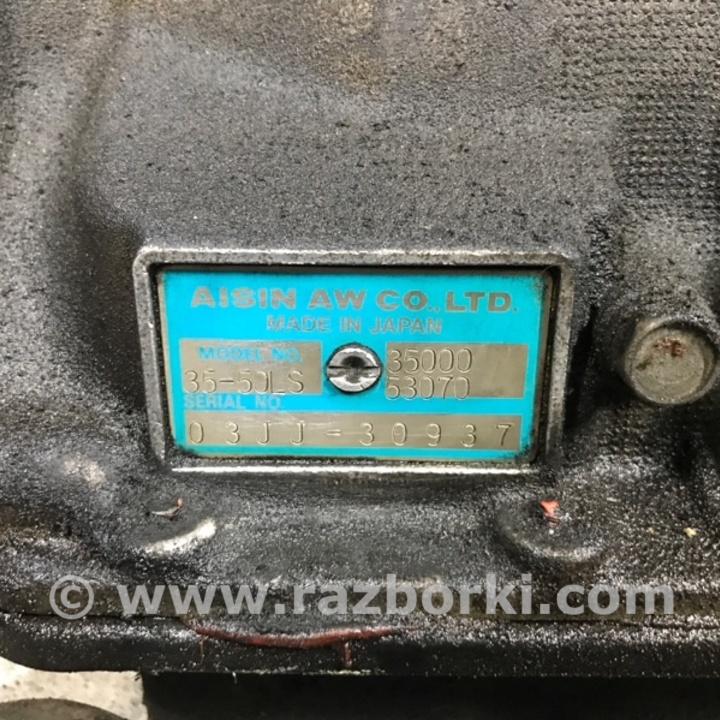 AISIN AW CO., LTD.
MADE IN JAPAN
MODEL NO. 35000
35-50LS 53070
SERIAL NO.
03JJ-30937
© www.razborki.com